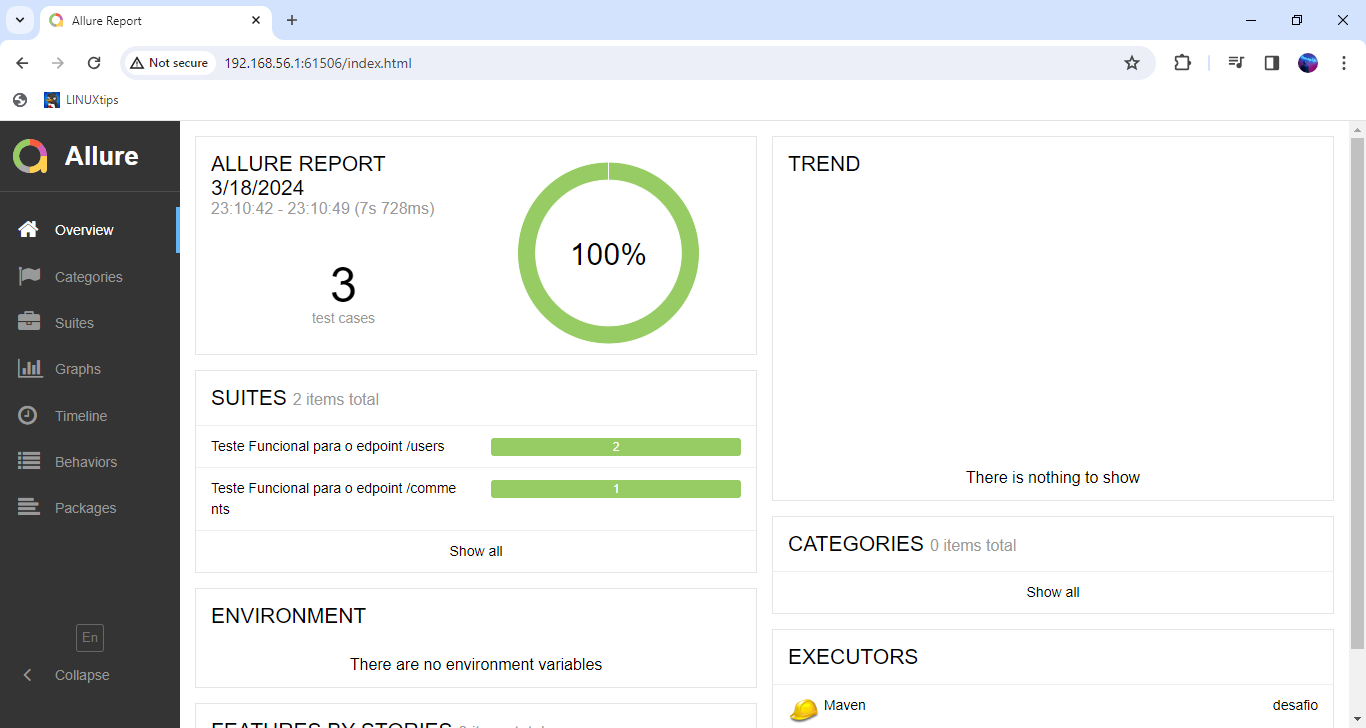 Allure Report
Not secure
192.168.56.1:61506/index.html
LINUXtips
Allure
Overview
Categories
Suites
Graphs
Timeline
Behaviors
Packages
En
Collapse
ALLURE REPORT
3/18/2024
23:10:42 - 23:10:49 (7s 728ms)
3
test cases
100%
SUITES 2 items total
Teste Funcional para o edpoint /users
2
Teste Funcional para o edpoint /comme
nts
1
Show all
ENVIRONMENT
There are no environment variables
FEATURES BY STORIES
TREND
There is nothing to show
CATEGORIES 0 items total
Show all
EXECUTORS
Maven
desafio